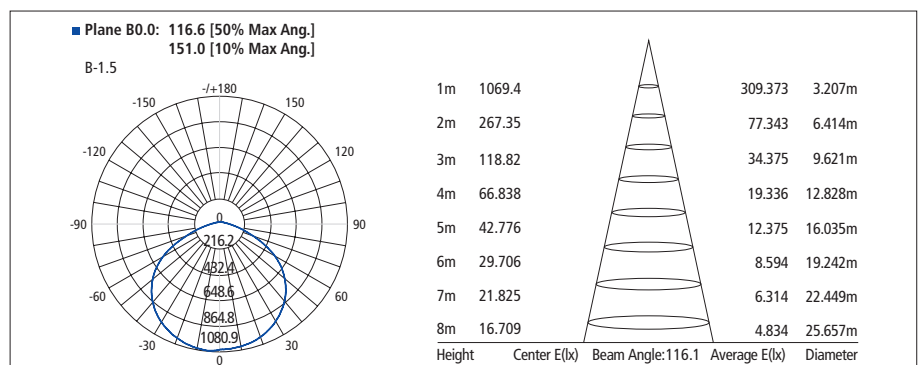 Plane B0.0: 116.6 [50% Max Ang.]
151.0 [10% Max Ang.]
B-1.5
-/+180
-150 150
-120 120
-90 90
-60 60
-30 30
0
0
216.2
432.4
648.6
864.8
1080.9
1m 1069.4 309.373 3.207m
2m 267.35 77.343 6.414m
3m 118.82 34.375 9.621m
4m 66.838 19.336 12.828m
5m 42.776 12.375 16.035m
6m 29.706 8.594 19.242m
7m 21.825 6.314 22.449m
8m 16.709 4.834 25.657m
Height Center E(lx) Beam Angle:116.1 Average E(lx) Diameter